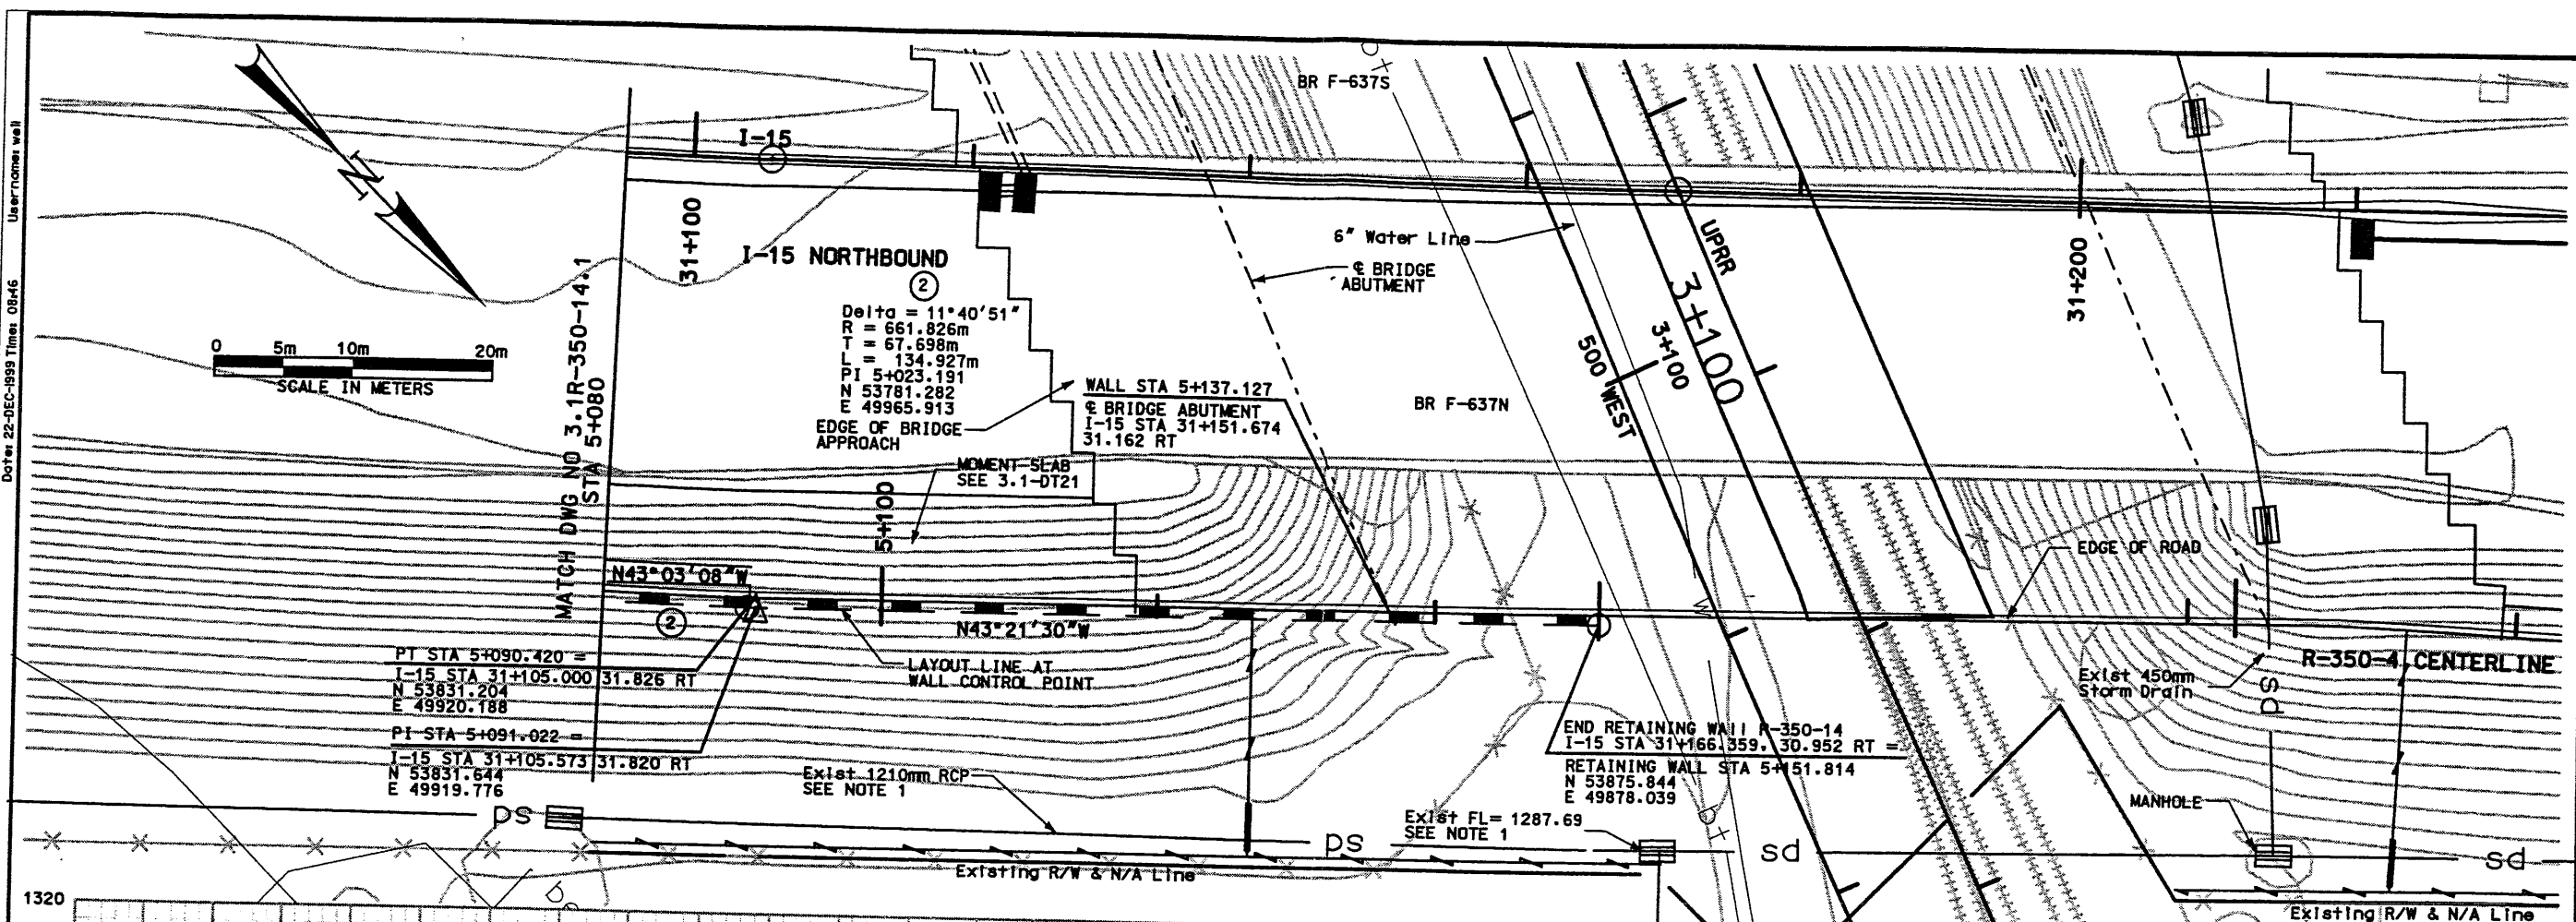 Date: 22-DEC-1999 Time: 08:46 Username: well
N
0 5m 10m 20m
SCALE IN METERS
MATCH DWG NO 3.1R-350-14.1
STA 5+080
I-15
31+100
I-15 NORTHBOUND
2
Delta = 11°40'51"
R = 661.826m
T = 67.698m
L = 134.927m
PI 5+023.191
N 53781.282
E 49965.913
EDGE OF BRIDGE
APPROACH
MOMENT SLAB
SEE 3.1-DT21
5+100
WALL STA 5+137.127
℄ BRIDGE ABUTMENT
I-15 STA 31+151.674
31.162 RT
BR F-637S
6" Water Line
℄ BRIDGE
ABUTMENT
BR F-637N
500 WEST
3+100
3+100
UPRR
31+200
EDGE OF ROAD
N43°03'08"W
2
N43°21'30"W
LAYOUT LINE AT
WALL CONTROL POINT
PT STA 5+090.420 =
I-15 STA 31+105.000 31.826 RT
N 53831.204
E 49920.188
PI STA 5+091.022 =
I-15 STA 31+105.573 31.820 RT
N 53831.644
E 49919.776
Exist 1210mm RCP
SEE NOTE 1
W
END RETAINING WALL R-350-14
I-15 STA 31+166.359, 30.952 RT =
RETAINING WALL STA 5+151.814
N 53875.844
E 49878.039
Exist FL= 1287.69
SEE NOTE 1
R-350-4 CENTERLINE
Exist 450mm
Storm Drain
sd
MANHOLE
sd
sd
sd
sd
Existing R/W & N/A Line
Existing R/W & N/A Line
1320